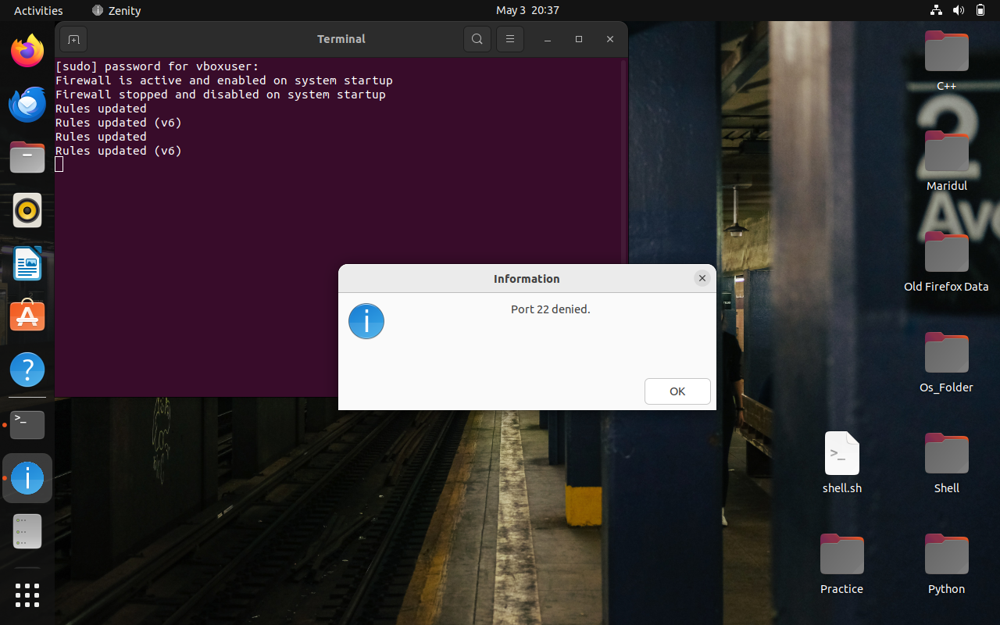 Activities
Zenity
May 3 20:37
Terminal
[sudo] password for vboxuser:
Firewall is active and enabled on system startup
Firewall stopped and disabled on system startup
Rules updated
Rules updated (v6)
Rules updated
Rules updated (v6)
Information
Port 22 denied.
OK
C++
Maridul
Old Firefox Data
Os_Folder
shell.sh
Shell
Practice
Python
2
Ave